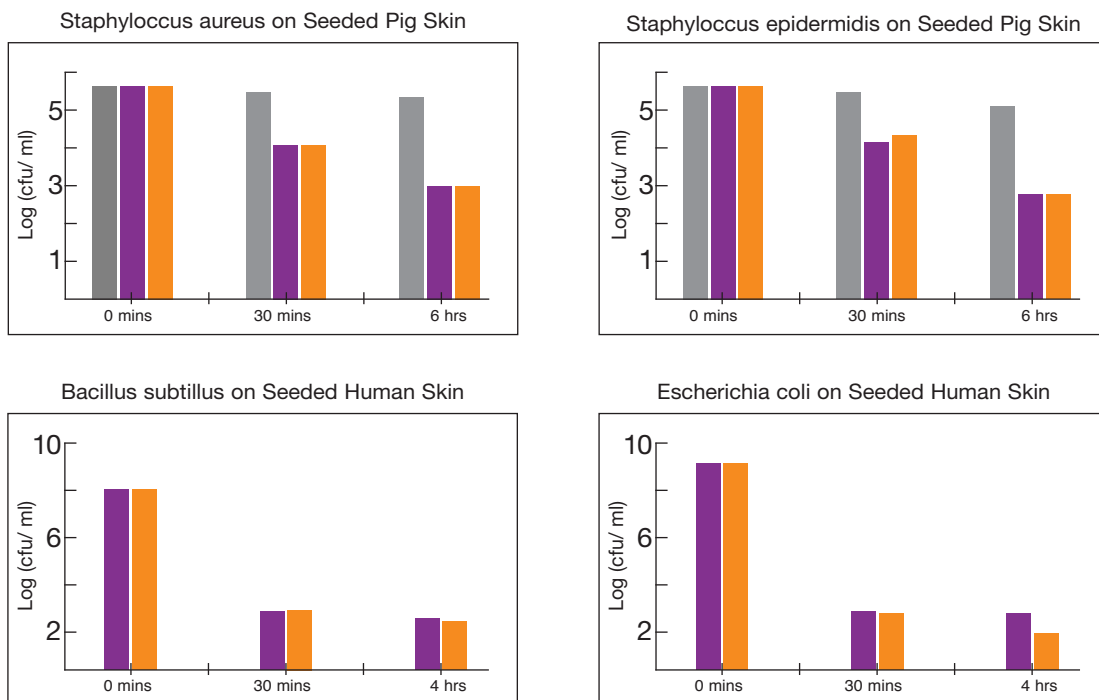 Staphyloccus aureus on Seeded Pig Skin
Log (cfu/ ml)
5
3
1
0 mins 30 mins 6 hrs
Staphyloccus epidermidis on Seeded Pig Skin
Log (cfu/ ml)
5
3
1
0 mins 30 mins 6 hrs
Bacillus subtillus on Seeded Human Skin
Log (cfu/ ml)
10
6
2
0 mins 30 mins 4 hrs
Escherichia coli on Seeded Human Skin
Log (cfu/ ml)
10
6
2
0 mins 30 mins 4 hrs